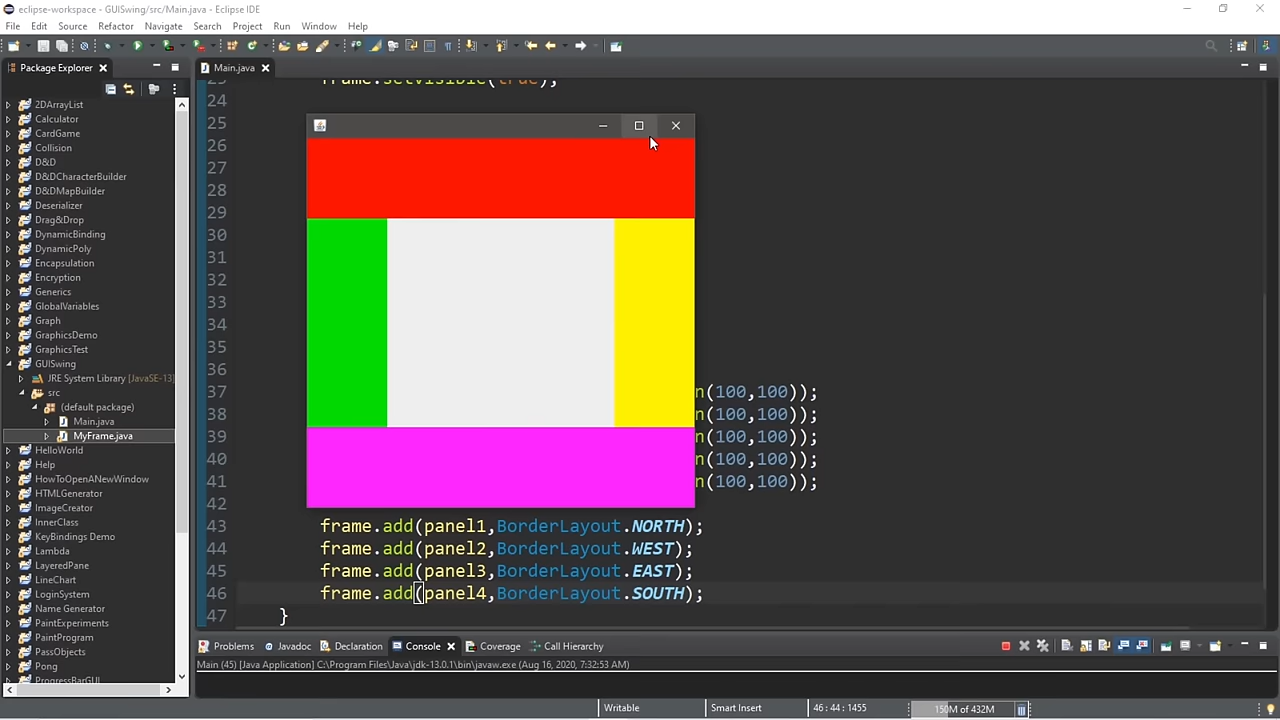 eclipse-workspace - GUISwing/src/Main.java - Eclipse IDE
File Edit Source Refactor Navigate Search Project Run Window Help
Package Explorer
Main.java
2DArrayList
Calculator
CardGame
Collision
D&D
D&DCharacterBuilder
D&DMapBuilder
Deserializer
Drag&Drop
DynamicBinding
DynamicPoly
Encapsulation
Encryption
Generics
GlobalVariables
Graph
GraphicsDemo
GraphicsTest
GUISwing
JRE System Library [JavaSE-13]
src
(default package)
Main.java
MyFrame.java
HelloWorld
Help
HowToOpenANewWindow
HTMLGenerator
ImageCreator
InnerClass
KeyBindings Demo
Lambda
LayeredPane
LineChart
LoginSystem
Name Generator
PaintExperiments
PaintProgram
PassObjects
Pong
ProgressBarGUI
23 frame.setVisible(true);
24
25
26
27
28
29
30
31
32
33
34
35
36
37 n(100,100));
38 n(100,100));
39 n(100,100));
40 n(100,100));
41 n(100,100));
42
43 frame.add(panel1,BorderLayout.NORTH);
44 frame.add(panel2,BorderLayout.WEST);
45 frame.add(panel3,BorderLayout.EAST);
46 frame.add(panel4,BorderLayout.SOUTH);
47 }
Problems Javadoc Declaration Console Coverage Call Hierarchy
Main (45) [Java Application] C:\Program Files\Java\jdk-13.0.1\bin\javaw.exe (Aug 16, 2020, 7:32:53 AM)
Writable Smart Insert 46 : 44 : 1455 150M of 432M